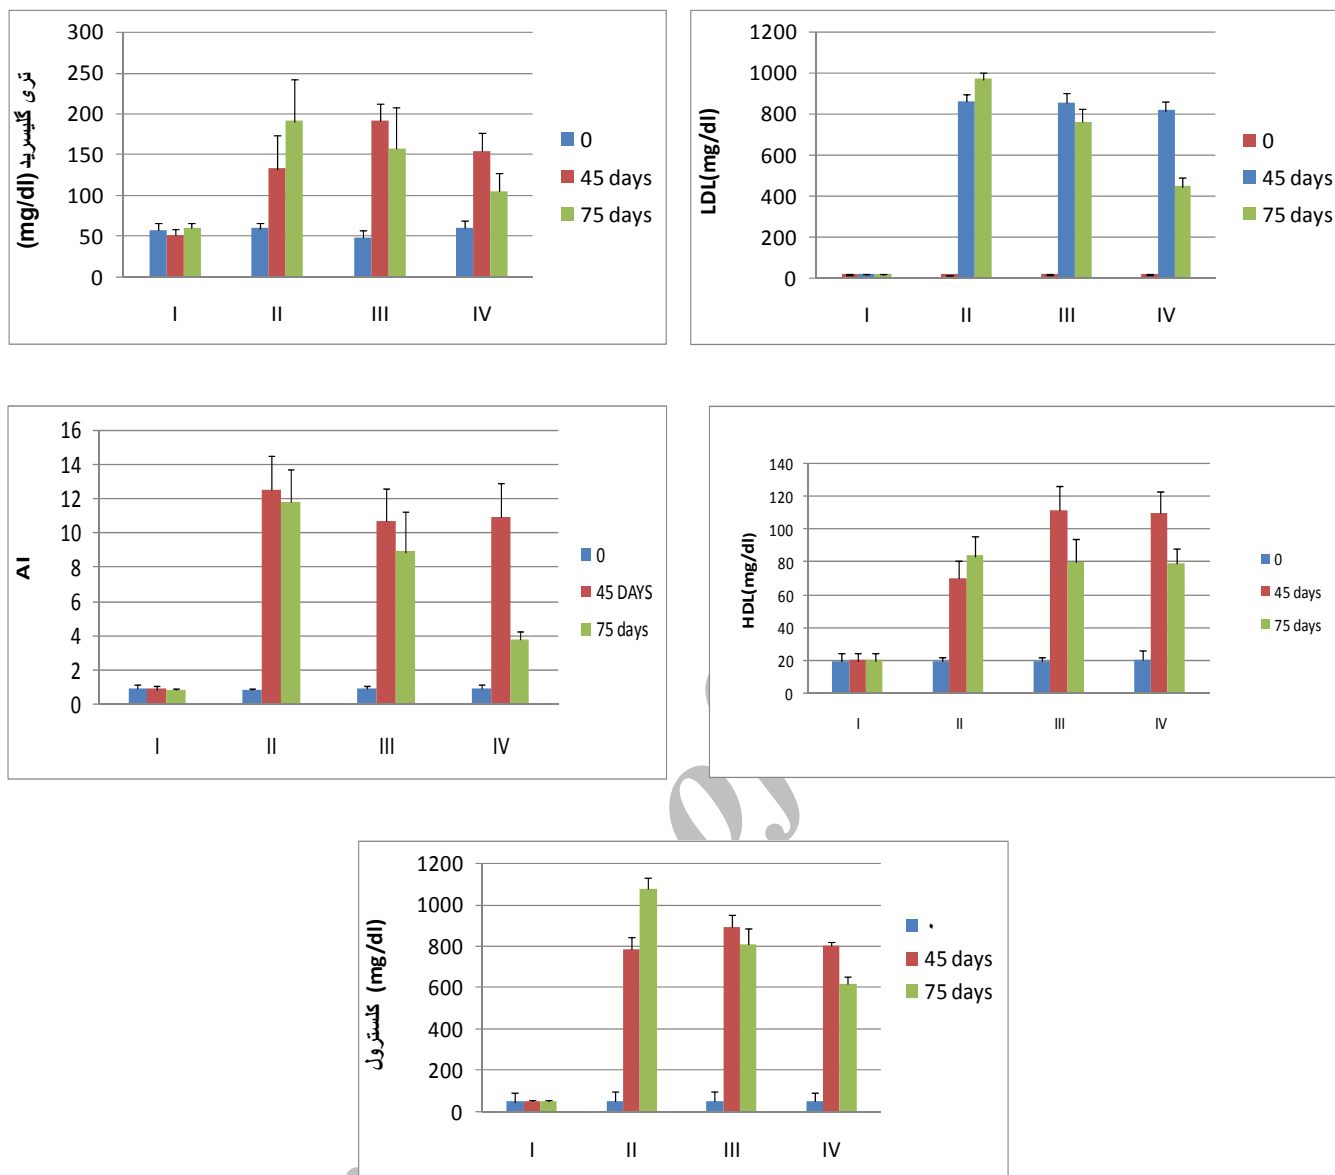 300
250
200
150
100
50
0
تری گلیسرید (mg/dl)
I II III IV
0
45 days
75 days
1200
1000
800
600
400
200
0
LDL(mg/dl)
I II III IV
0
45 days
75 days
16
14
12
10
8
6
4
2
0
AI
I II III IV
0
45 DAYS
75 days
140
120
100
80
60
40
20
0
HDL(mg/dl)
I II III IV
0
45 days
75 days
1200
1000
800
600
400
200
0
کلسترول (mg/dl)
I II III IV
۰
45 days
75 days